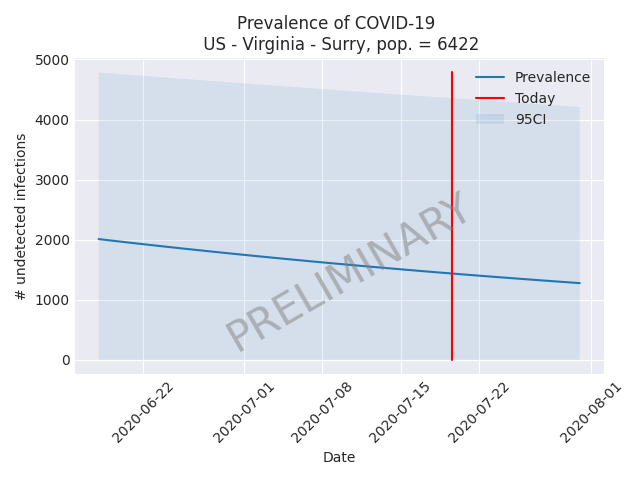 Prevalence of COVID-19
US - Virginia - Surry, pop. = 6422
5000
4000
3000
2000
1000
0
# undetected infections
Prevalence
Today
95CI
PRELIMINARY
2020-06-22
2020-07-01
2020-07-08
2020-07-15
2020-07-22
2020-08-01
Date